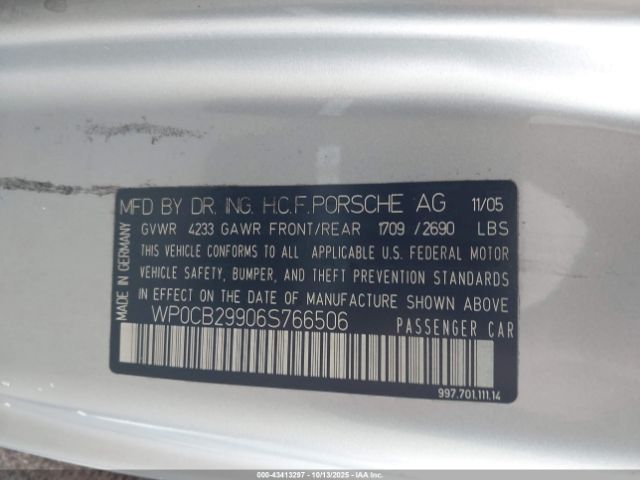 MFD BY DR. ING. H.C.F. PORSCHE AG 11/05
GVWR 4233 GAWR FRONT/REAR 1709 / 2690 LBS
THIS VEHICLE CONFORMS TO ALL APPLICABLE U.S. FEDERAL MOTOR
VEHICLE SAFETY, BUMPER, AND THEFT PREVENTION STANDARDS
IN EFFECT ON THE DATE OF MANUFACTURE SHOWN ABOVE
WP0CB29906S766506 PASSENGER CAR
997.701.111.14
MADE IN GERMANY
000-43413297 - 10/13/2025 - IAAI.COM